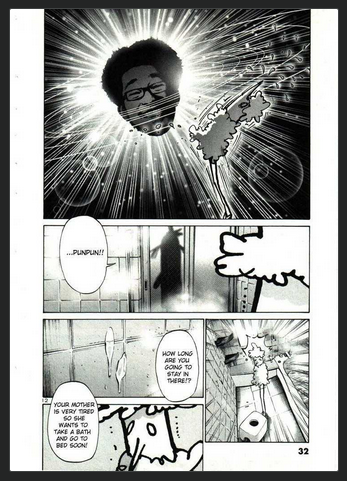 ...PUNPUN!!
HOW LONG
ARE YOU
GOING TO
STAY IN
THERE!?
YOUR MOTHER
IS VERY TIRED
SO SHE
WANTS TO
TAKE A BATH
AND GO TO
BED SOON!
32